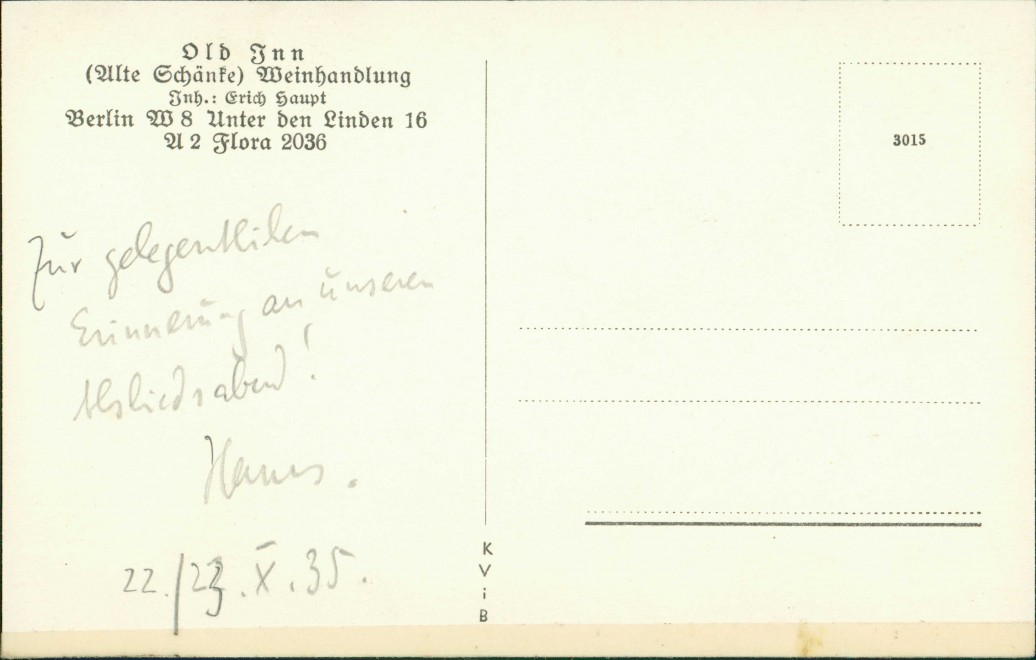 Old Inn
(Alte Schänke) Weinhandlung
Inh.: Erich Haupt
Berlin W 8 Unter den Linden 16
A 2 Flora 2036
3015
Zur gelegentlichen
Erinnerung an unseren
Abschiedsabend!
Hanns.
22./23.X.35.
K
V
i
B